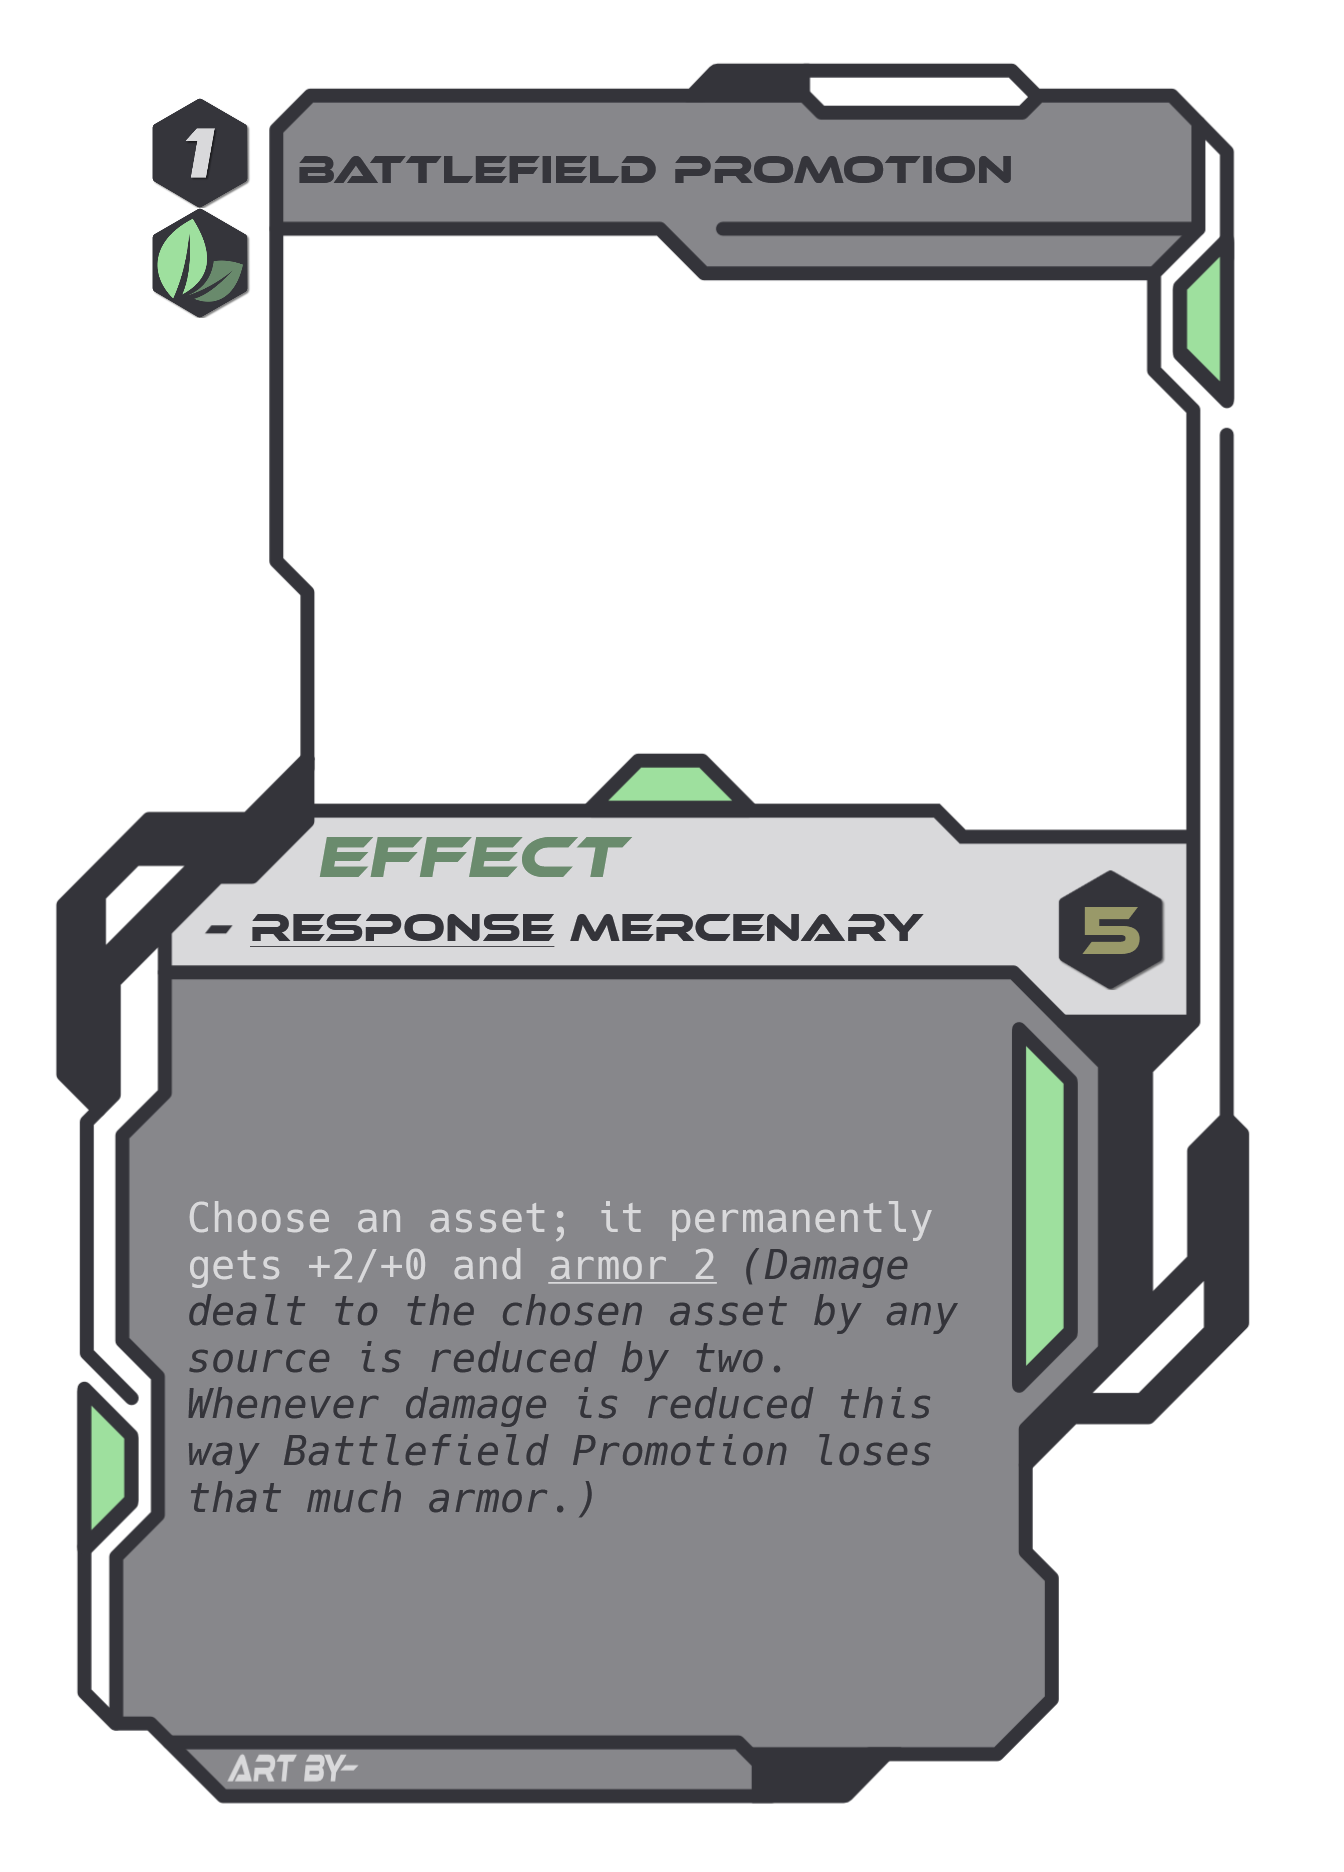 1
BATTLEFIELD PROMOTION
EFFECT
- RESPONSE MERCENARY
5
Choose an asset; it permanently
gets +2/+0 and armor 2 (Damage
dealt to the chosen asset by any
source is reduced by two.
Whenever damage is reduced this
way Battlefield Promotion loses
that much armor.)
ART BY-